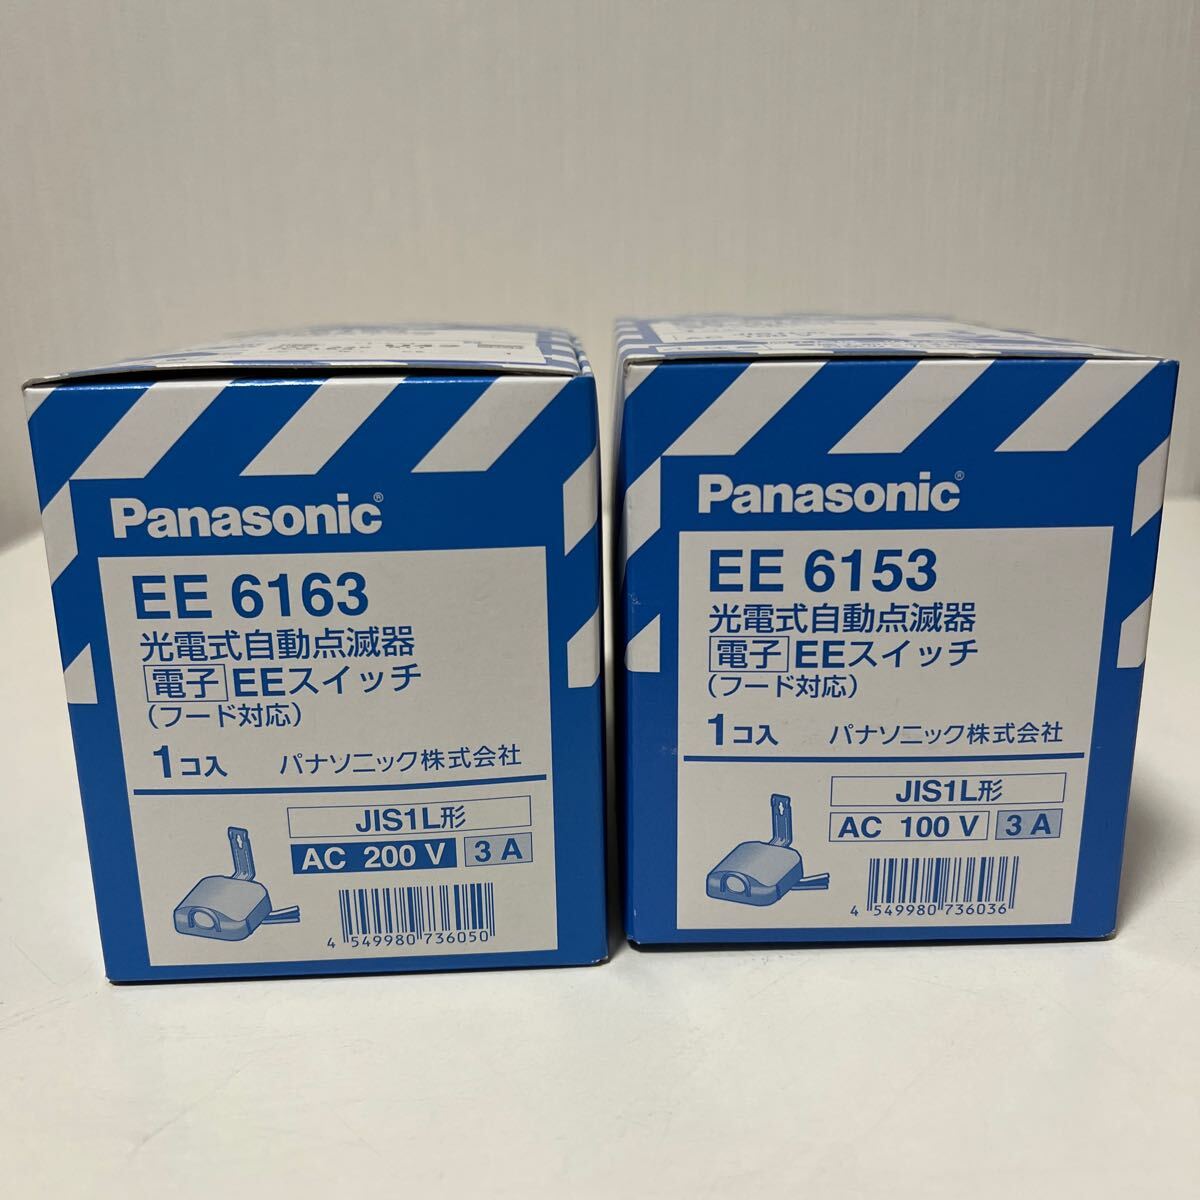 Panasonic®
EE 6163
光電式自動点滅器
電子 EEスイッチ
(フード対応)
1コ入 パナソニック株式会社
JIS1L形
AC 200 V 3 A
4 549980 736050
Panasonic®
EE 6153
光電式自動点滅器
電子 EEスイッチ
(フード対応)
1コ入 パナソニック株式会社
JIS1L形
AC 100 V 3 A
4 549980 736036